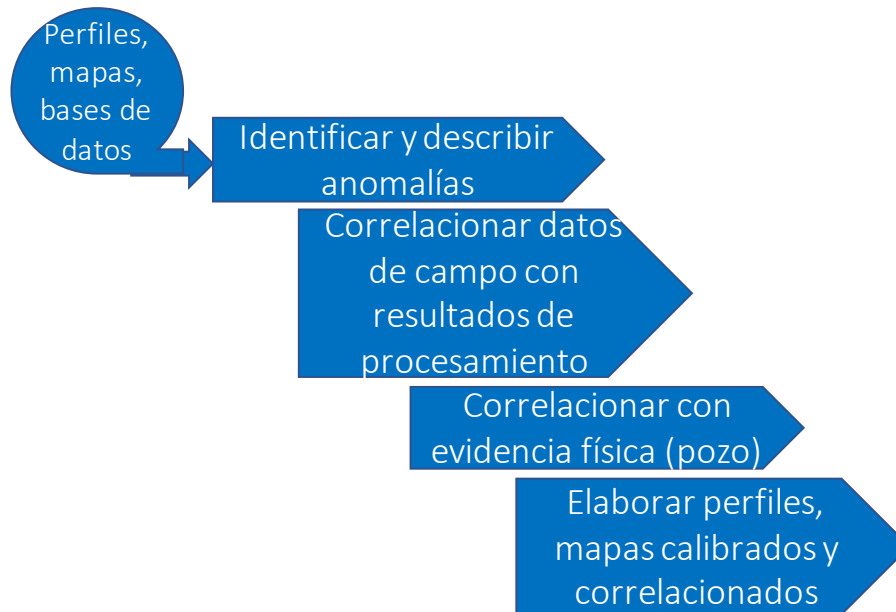 Perfiles,
mapas,
bases de
datos
Identificar y describir
anomalías
Correlacionar datos
de campo con
resultados de
procesamiento
Correlacionar con
evidencia física (pozo)
Elaborar perfiles,
mapas calibrados y
correlacionados